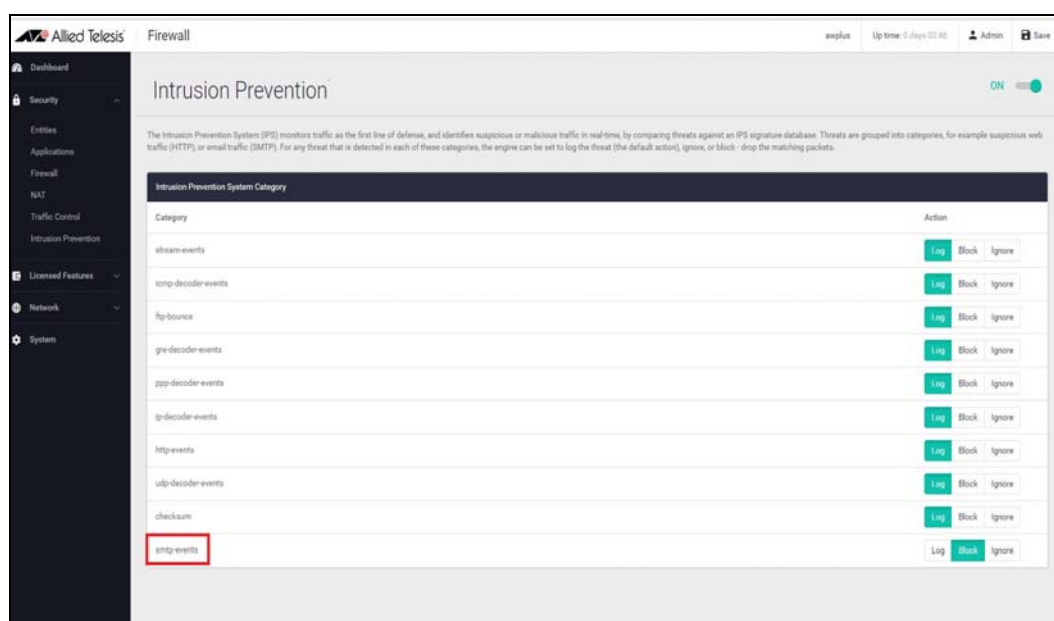 Allied Telesis
Firewall
awplus
Up time: 0 days 02:46
Admin
Save
Dashboard
Security
Entities
Applications
Firewall
NAT
Traffic Control
Intrusion Prevention
Licensed Features
Network
System
Intrusion Prevention
ON
The Intrusion Prevention System (IPS) monitors traffic as the first line of defense, and identifies suspicious or malicious traffic in real-time, by comparing threats against an IPS signature database. Threats are grouped into categories, for example suspicious web
traffic (HTTP), or email traffic (SMTP). For any threat that is detected in each of these categories, the engine can be set to log the threat (the default action), ignore, or block - drop the matching packets.
Intrusion Prevention System Category
Category Action
stream-events Log Block Ignore
icmp-decoder-events Log Block Ignore
ftp-bounce Log Block Ignore
gre-decoder-events Log Block Ignore
ppp-decoder-events Log Block Ignore
ip-decoder-events Log Block Ignore
http-events Log Block Ignore
udp-decoder-events Log Block Ignore
checksum Log Block Ignore
smtp-events Log Block Ignore